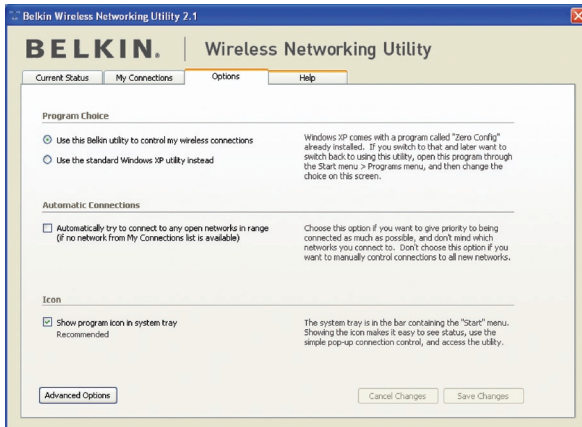 Belkin Wireless Networking Utility 2.1
BELKIN. Wireless Networking Utility
Current Status My Connections Options Help
Program Choice
Use this Belkin utility to control my wireless connections
Use the standard Windows XP utility instead
Windows XP comes with a program called "Zero Config"
already installed. If you switch to that and later want to
switch back to using this utility, open this program through
the Start menu > Programs menu, and then change the
choice on this screen.
Automatic Connections
Automatically try to connect to any open networks in range
(if no network from My Connections list is available)
Choose this option if you want to give priority to being
connected as much as possible, and don't mind which
networks you connect to. Don't choose this option if you
want to manually control connections to all new networks.
Icon
Show program icon in system tray
Recommended
The system tray is in the bar containing the "Start" menu.
Showing the icon makes it easy to see status, use the
simple pop-up connection control, and access the utility.
Advanced Options Cancel Changes Save Changes